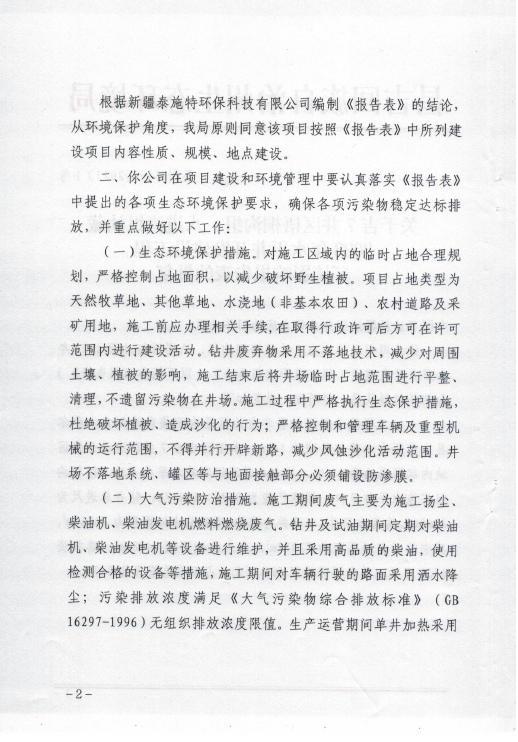 根据新疆泰施特环保科技有限公司编制《报告表》的结论,
从环境保护角度，我局原则同意该项目按照《报告表》中所列建
设项目内容性质、规模、地点建设。
二、你公司在项目建设和环境管理中要认真落实《报告表》
中提出的各项生态环境保护要求，确保各项污染物稳定达标排
放，并重点做好以下工作：
（一）生态环境保护措施。对施工区域内的临时占地合理规
划，严格控制占地面积，以减少破坏野生植被。项目占地类型为
天然牧草地、其他草地、水浇地（非基本农田）、农村道路及采
矿用地，施工前应办理相关手续,在取得行政许可后方可在许可
范围内进行建设活动。钻井废弃物采用不落地技术，减少对周围
土壤、植被的影响，施工结束后将井场临时占地范围进行平整、
清理,不遗留污染物在井场。施工过程中严格执行生态保护措施,
杜绝破坏植被、造成沙化的行为；严格控制和管理车辆及重型机
械的运行范围，不得并行开辟新路，减少风蚀沙化活动范围。井
场不落地系统、罐区等与地面接触部分必须铺设防渗膜。
（二）大气污染防治措施。施工期间废气主要为施工扬尘、
柴油机、柴油发电机燃料燃烧废气。钻井及试油期间定期对柴油
机、柴油发电机等设备进行维护，并且采用高品质的柴油，使用
检测合格的设备等措施,施工期间对车辆行驶的路面采用洒水降
尘；污染排放浓度满足《大气污染物综合排放标准》（GB
16297-1996)无组织排放浓度限值。生产运营期间单井加热采用
-2-